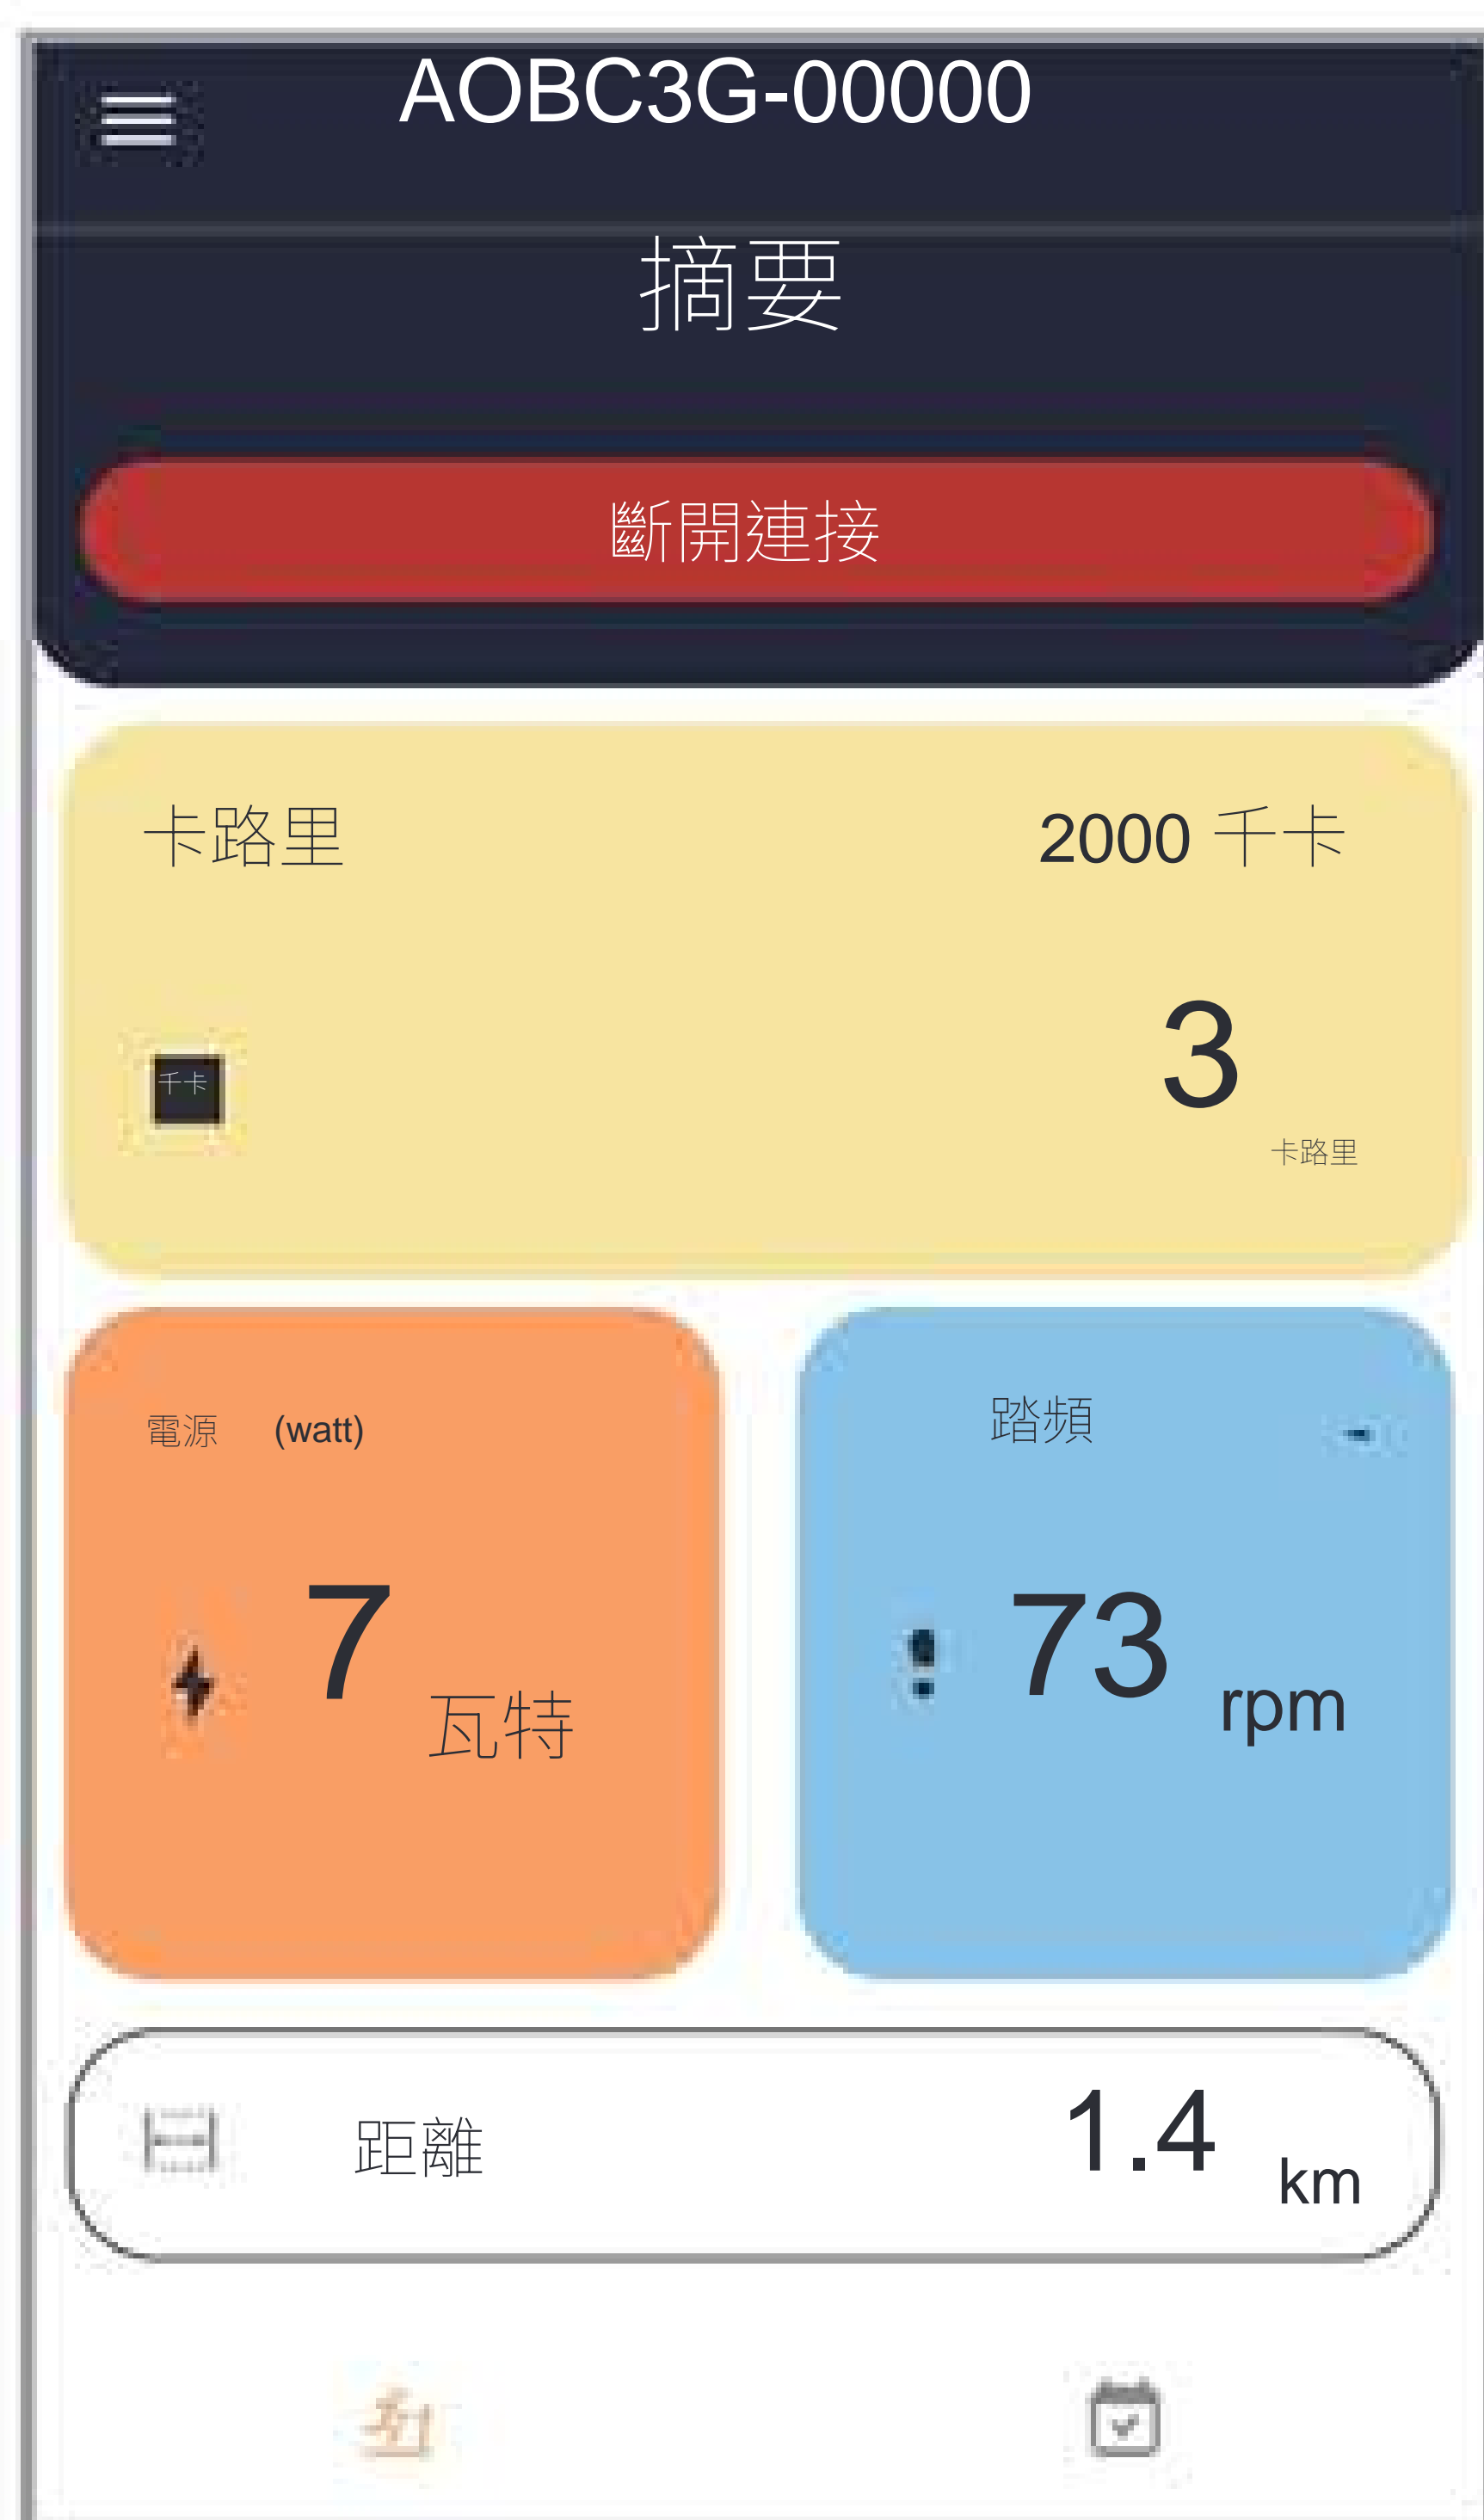 AOBC3G-00000
摘要
斷開連接
卡路里 2000 千卡
千卡 3
卡路里
電源 (watt)
踏頻
7 瓦特
73 rpm
距離 1.4 km